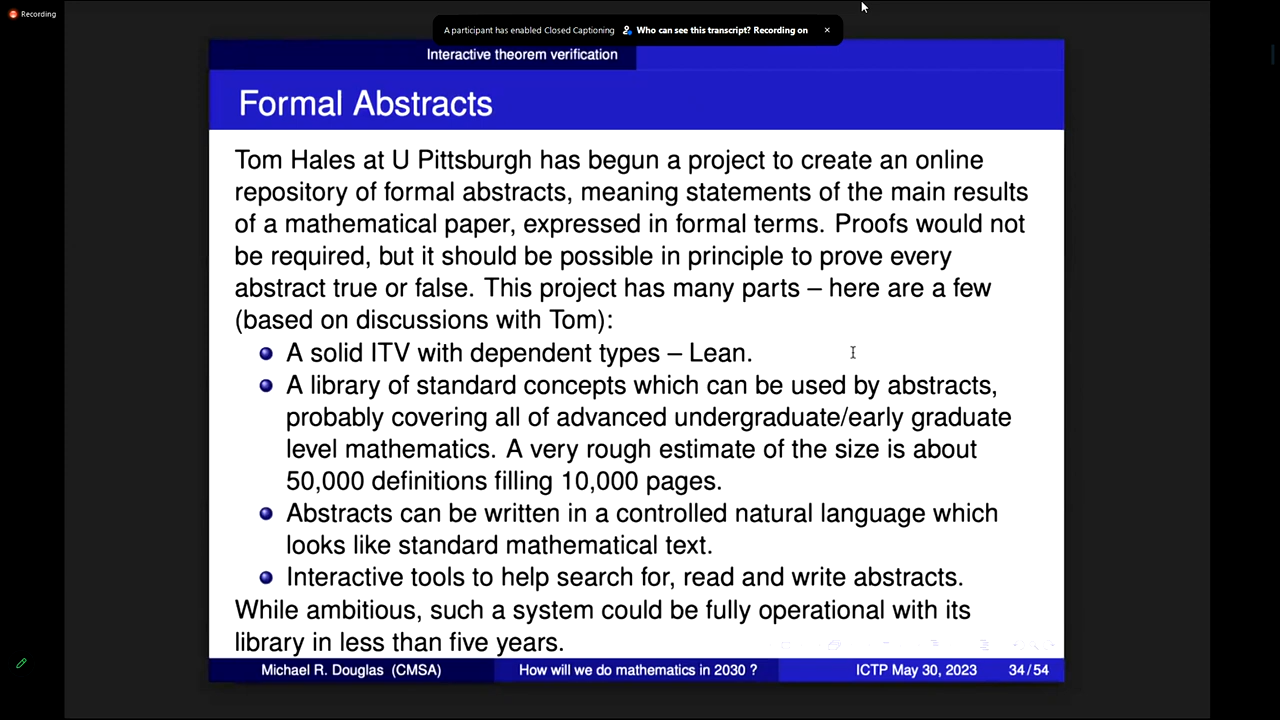 Recording
A participant has enabled Closed Captioning Who can see this transcript? Recording on ×
Interactive theorem verification
Formal Abstracts
Tom Hales at U Pittsburgh has begun a project to create an online
repository of formal abstracts, meaning statements of the main results
of a mathematical paper, expressed in formal terms. Proofs would not
be required, but it should be possible in principle to prove every
abstract true or false. This project has many parts – here are a few
(based on discussions with Tom):
A solid ITV with dependent types – Lean.
A library of standard concepts which can be used by abstracts,
probably covering all of advanced undergraduate/early graduate
level mathematics. A very rough estimate of the size is about
50,000 definitions filling 10,000 pages.
Abstracts can be written in a controlled natural language which
looks like standard mathematical text.
Interactive tools to help search for, read and write abstracts.
While ambitious, such a system could be fully operational with its
library in less than five years.
Michael R. Douglas (CMSA) How will we do mathematics in 2030 ? ICTP May 30, 2023 34 / 54